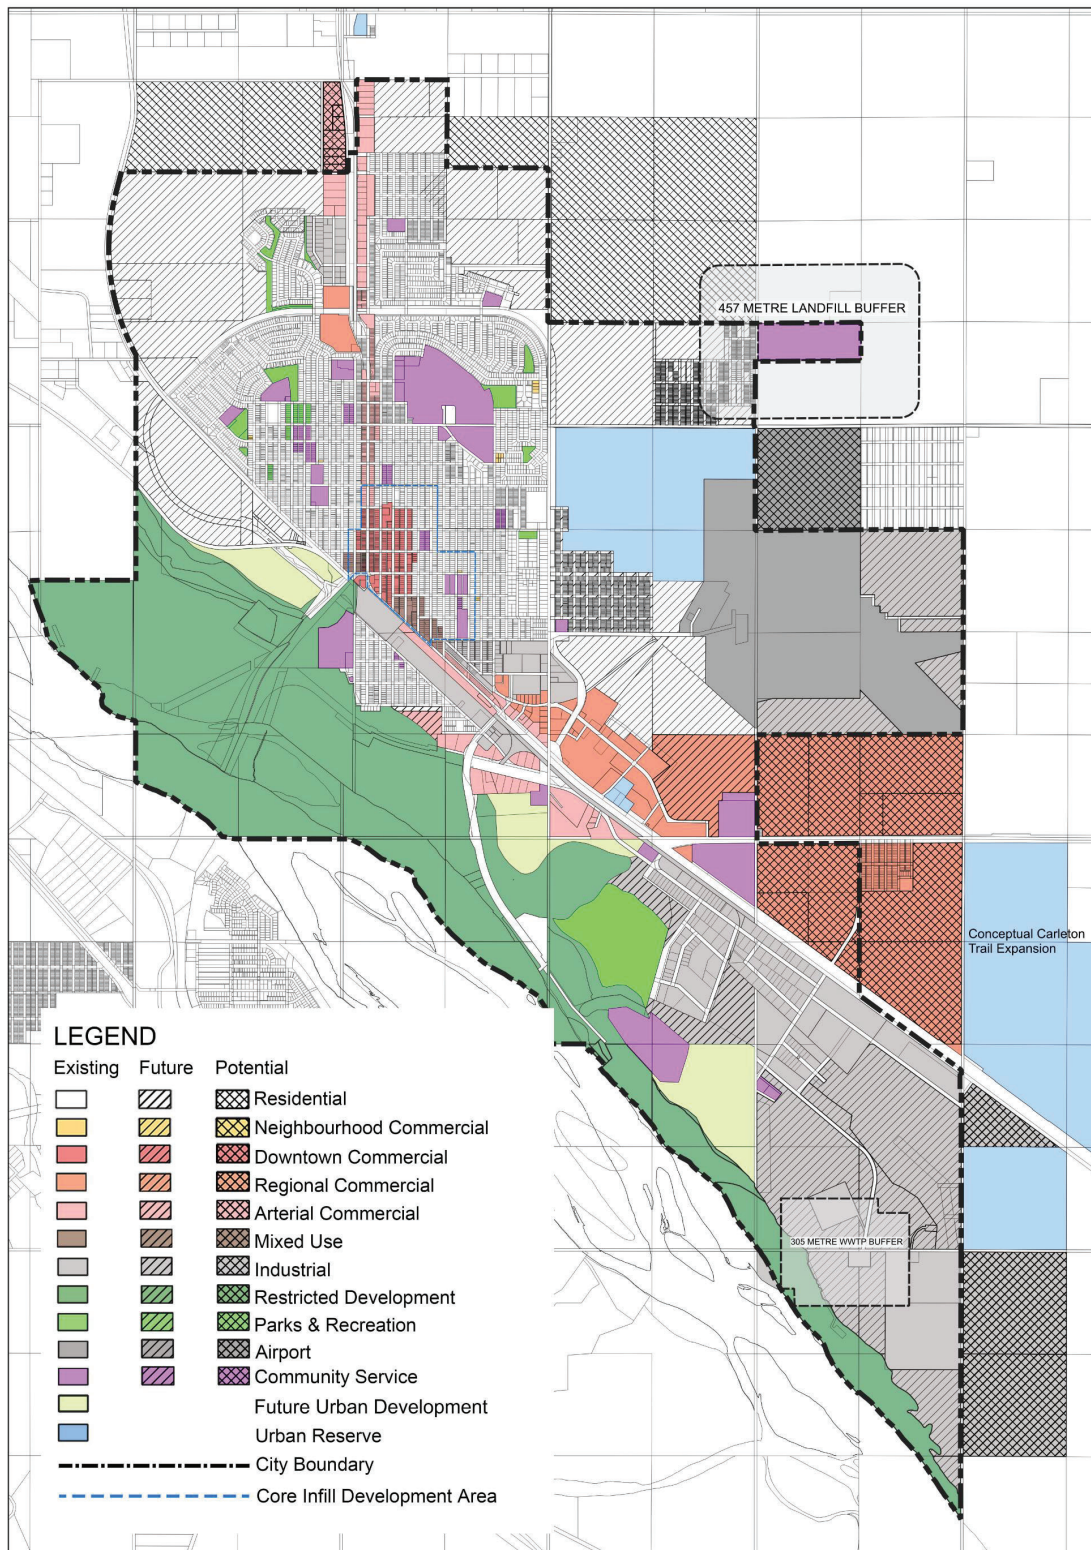 457 METRE LANDFILL BUFFER
Conceptual Carleton
Trail Expansion
305 METRE WWTP BUFFER
LEGEND
Existing Future Potential
Residential
Neighbourhood Commercial
Downtown Commercial
Regional Commercial
Arterial Commercial
Mixed Use
Industrial
Restricted Development
Parks & Recreation
Airport
Community Service
Future Urban Development
Urban Reserve
City Boundary
Core Infill Development Area